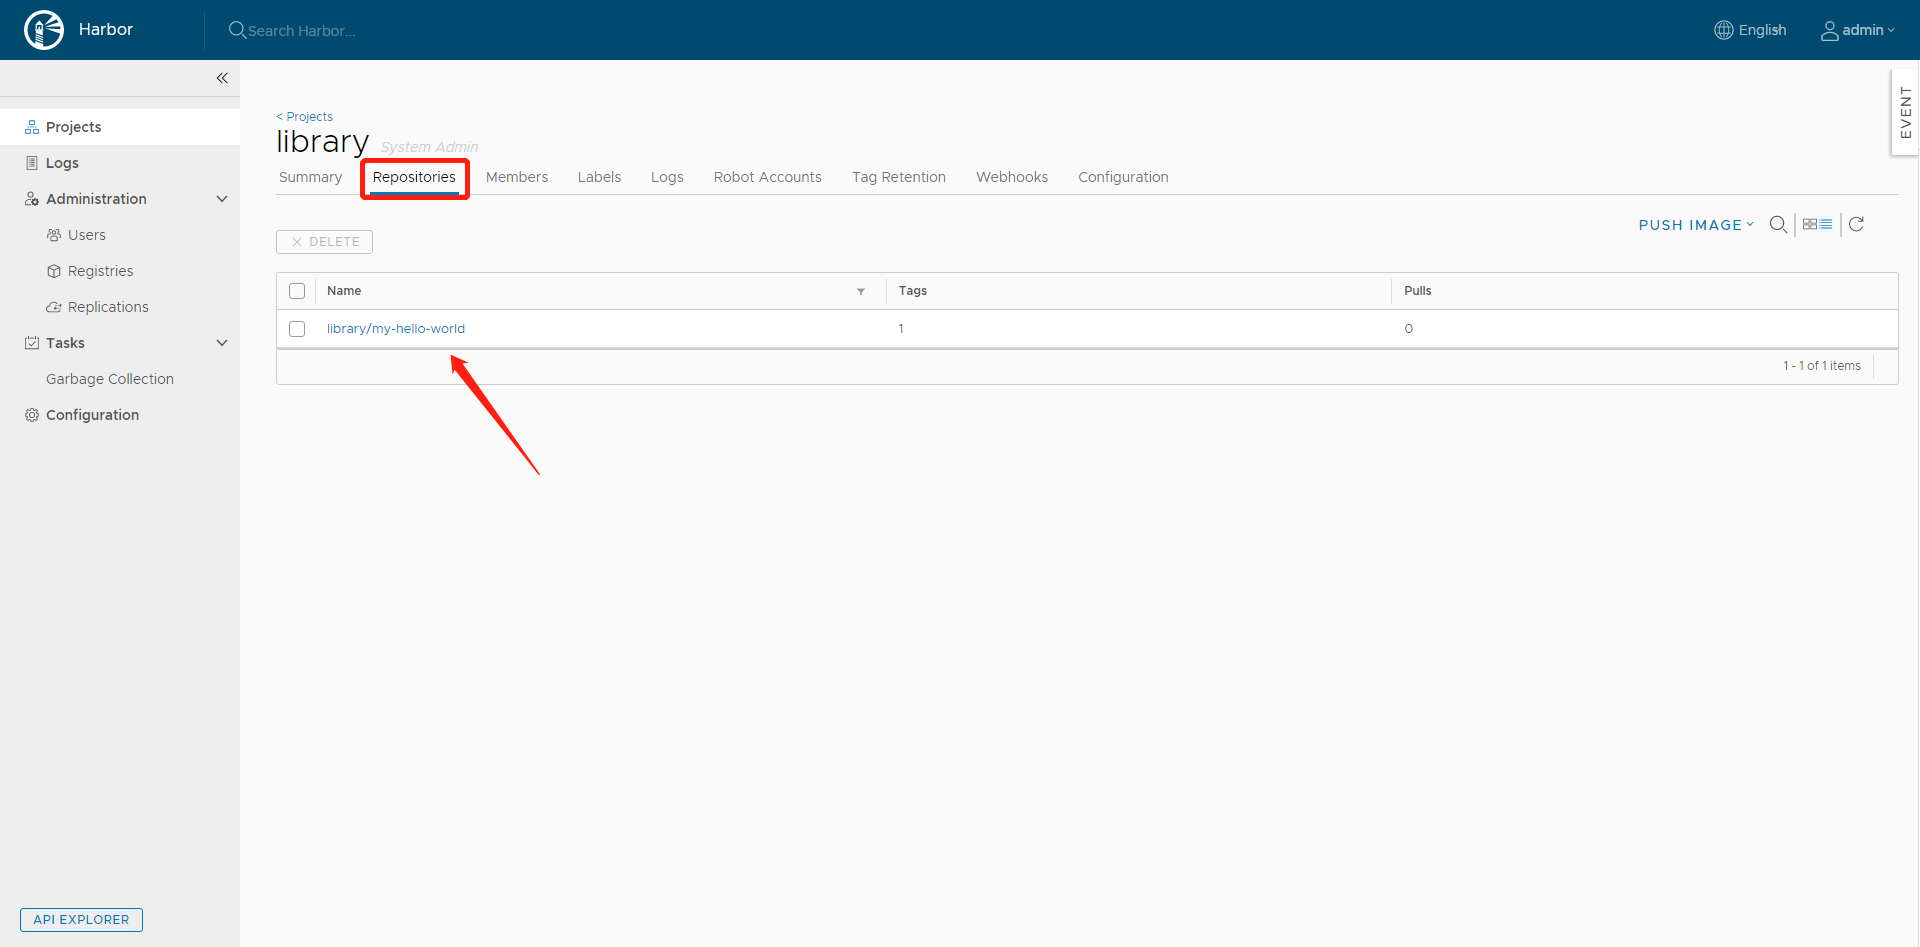 Harbor
Search Harbor...
English
admin
EVENT
Projects
Logs
Administration
Users
Registries
Replications
Tasks
Garbage Collection
Configuration
API EXPLORER
< Projects
library System Admin
Summary Repositories Members Labels Logs Robot Accounts Tag Retention Webhooks Configuration
PUSH IMAGE
DELETE
Name Tags Pulls
library/my-hello-world 1 0
1 - 1 of 1 items